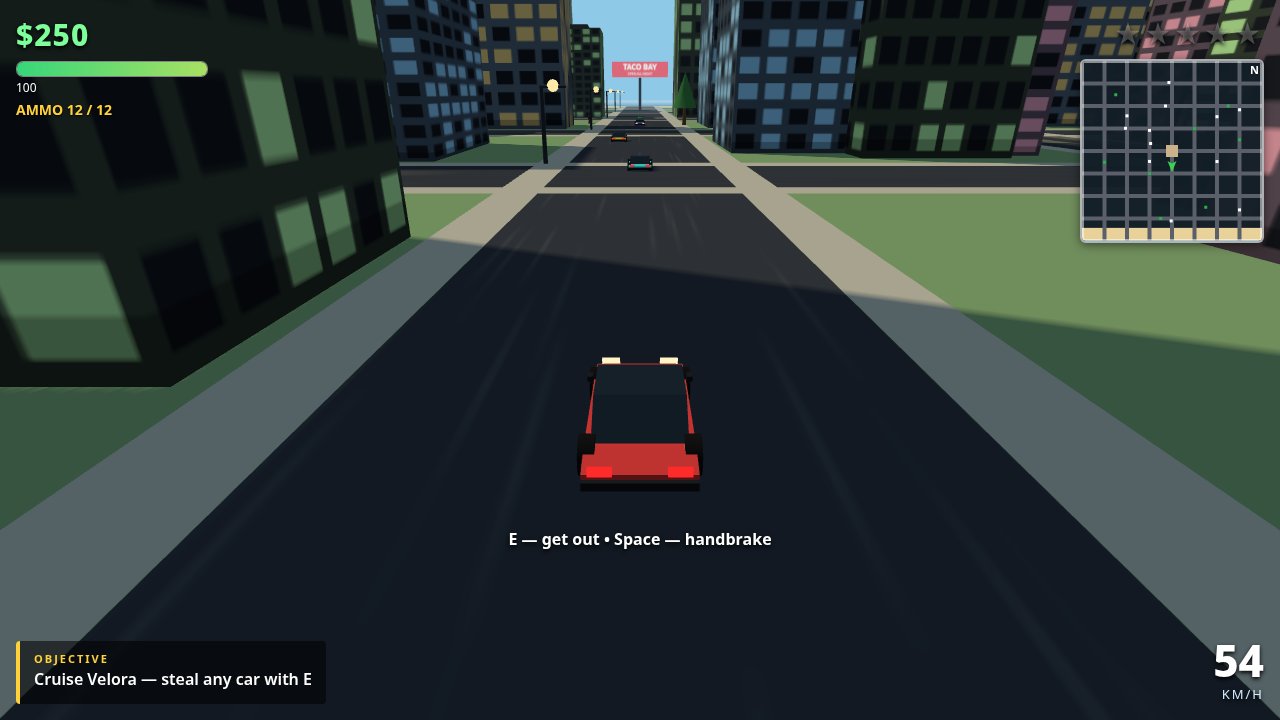 $250
100
AMMO 12 / 12
TACO BAY
N
E — get out • Space — handbrake
OBJECTIVE
Cruise Velora — steal any car with E
54
KM/H